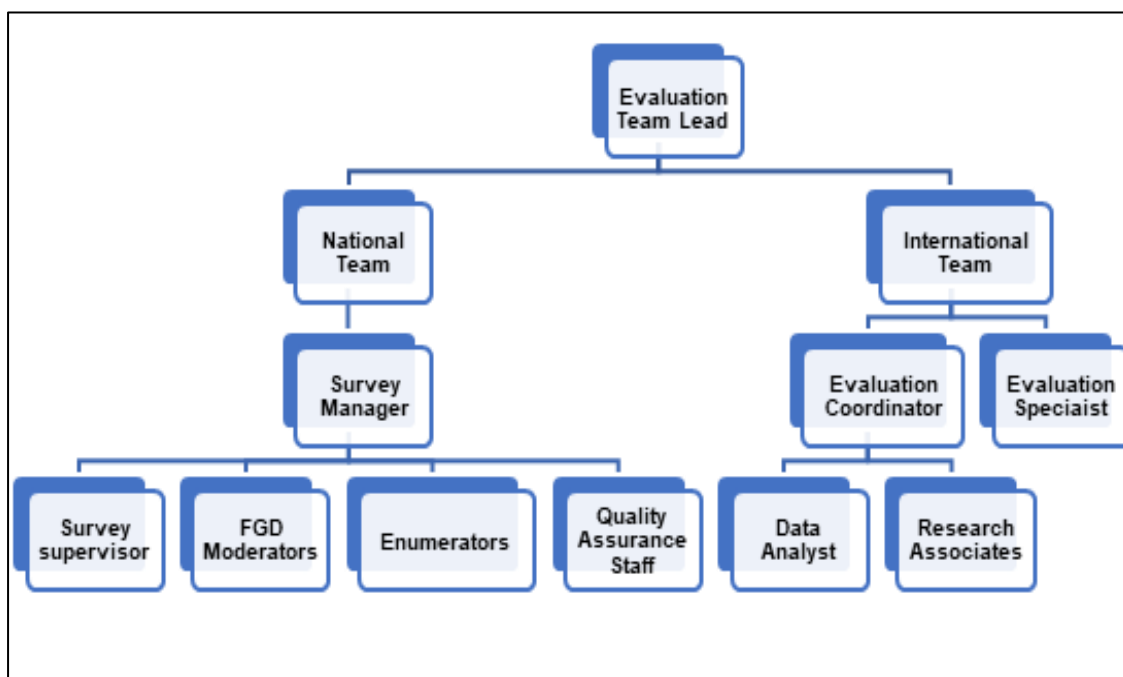 Evaluation
Team Lead
National
Team
International
Team
Survey
Manager
Evaluation
Coordinator
Evaluation
Speciaist
Survey
supervisor
FGD
Moderators
Enumerators
Quality
Assurance
Staff
Data
Analyst
Research
Associates